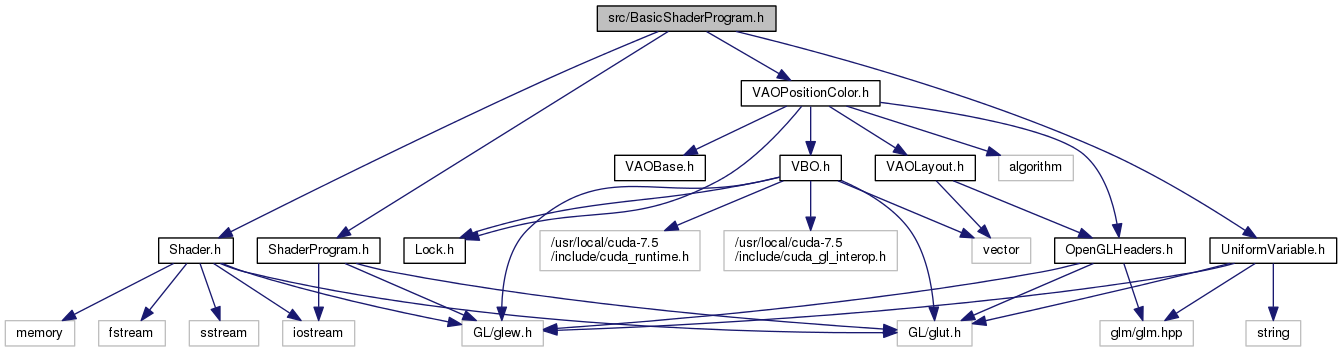 src/BasicShaderProgram.h
VAOPositionColor.h
VAOBase.h
VBO.h
VAOLayout.h
algorithm
Shader.h
ShaderProgram.h
Lock.h
/usr/local/cuda-7.5
/include/cuda_runtime.h
/usr/local/cuda-7.5
/include/cuda_gl_interop.h
vector
OpenGLHeaders.h
UniformVariable.h
memory
fstream
sstream
iostream
GL/glew.h
GL/glut.h
glm/glm.hpp
string